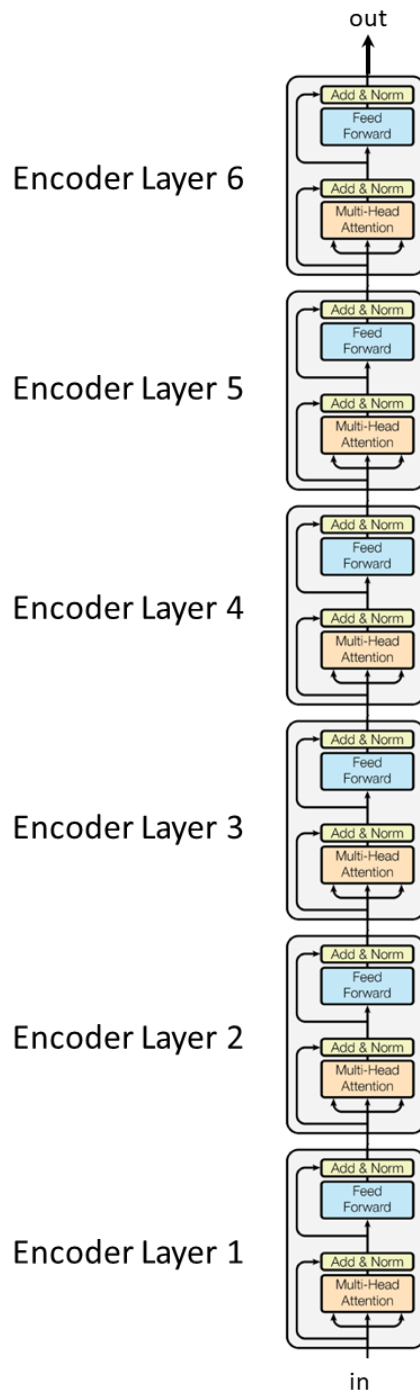 out
Encoder Layer 6
Add & Norm
Feed
Forward
Add & Norm
Multi-Head
Attention
Encoder Layer 5
Add & Norm
Feed
Forward
Add & Norm
Multi-Head
Attention
Encoder Layer 4
Add & Norm
Feed
Forward
Add & Norm
Multi-Head
Attention
Encoder Layer 3
Add & Norm
Feed
Forward
Add & Norm
Multi-Head
Attention
Encoder Layer 2
Add & Norm
Feed
Forward
Add & Norm
Multi-Head
Attention
Encoder Layer 1
Add & Norm
Feed
Forward
Add & Norm
Multi-Head
Attention
in